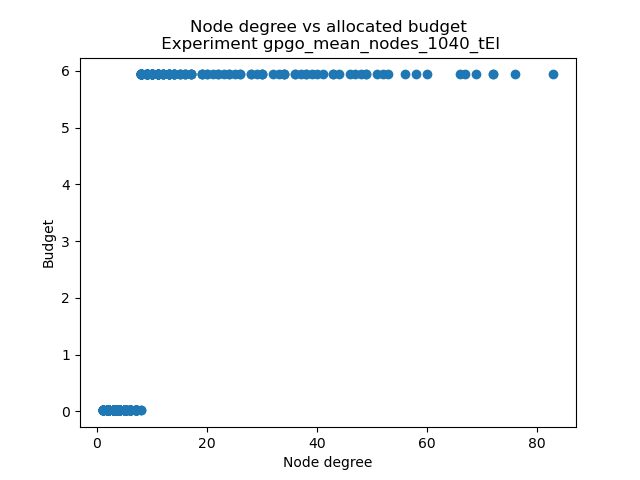 Node degree vs allocated budget
Experiment gpgo_mean_nodes_1040_tEI
6
5
4
3
2
1
0
Budget
0 20 40 60 80
Node degree